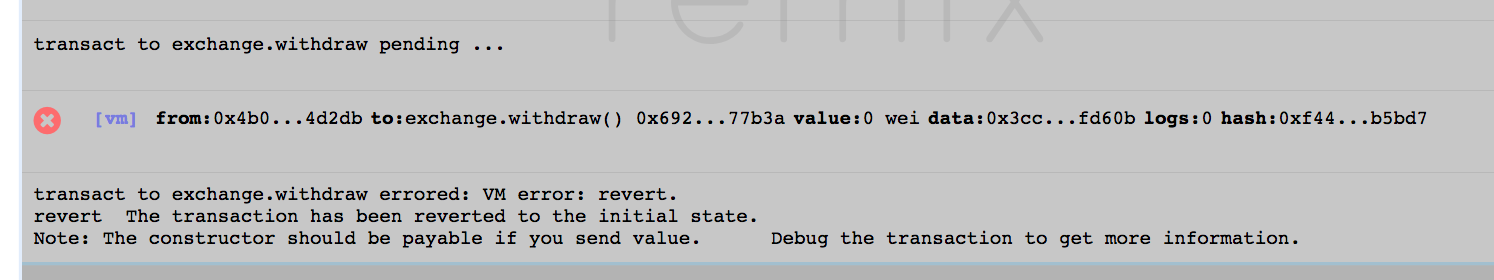 remix
transact to exchange.withdraw pending ...
[vm] from:0x4b0...4d2db to:exchange.withdraw() 0x692...77b3a value:0 wei data:0x3cc...fd60b logs:0 hash:0xf44...b5bd7
transact to exchange.withdraw errored: VM error: revert.
revert The transaction has been reverted to the initial state.
Note: The constructor should be payable if you send value. Debug the transaction to get more information.